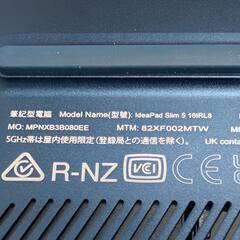 筆記型電腦 Model Name(型號): IdeaPad Slim 5 16IRL8
MO: MPNXB3B080EE MTM: 82XF002MTW
5GHz帯は屋内使用限定（登録局との通信を除く） UK conta
R-NZ VCI